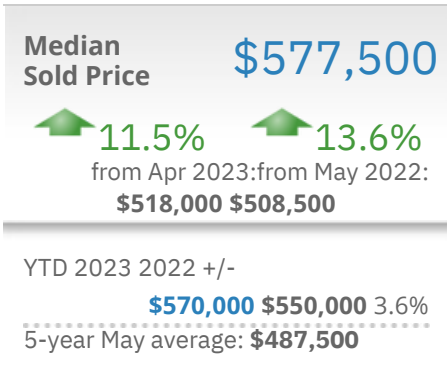 Median
Sold Price
$577,500
11.5% 13.6%
from Apr 2023:from May 2022:
$518,000 $508,500
YTD 2023 2022 +/-
$570,000 $550,000 3.6%
5-year May average: $487,500